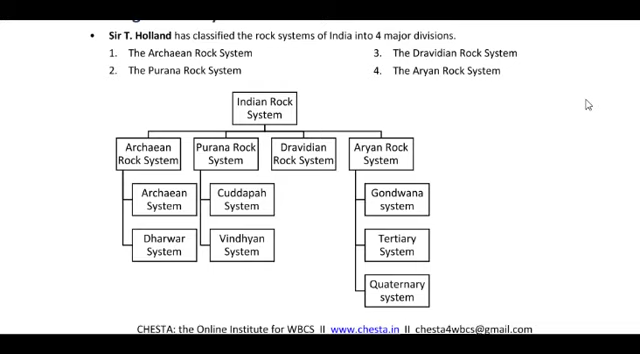 • Sir T. Holland has classified the rock systems of India into 4 major divisions.
1. The Archaean Rock System
2. The Purana Rock System
3. The Dravidian Rock System
4. The Aryan Rock System
Indian Rock
System
Archaean
Rock System
Purana Rock
System
Dravidian
Rock System
Aryan Rock
System
Archaean
System
Dharwar
System
Cuddapah
System
Vindhyan
System
Gondwana
system
Tertiary
System
Quaternary
system
CHESTA: the Online Institute for WBCS II www.chesta.in II chesta4wbcs@gmail.com